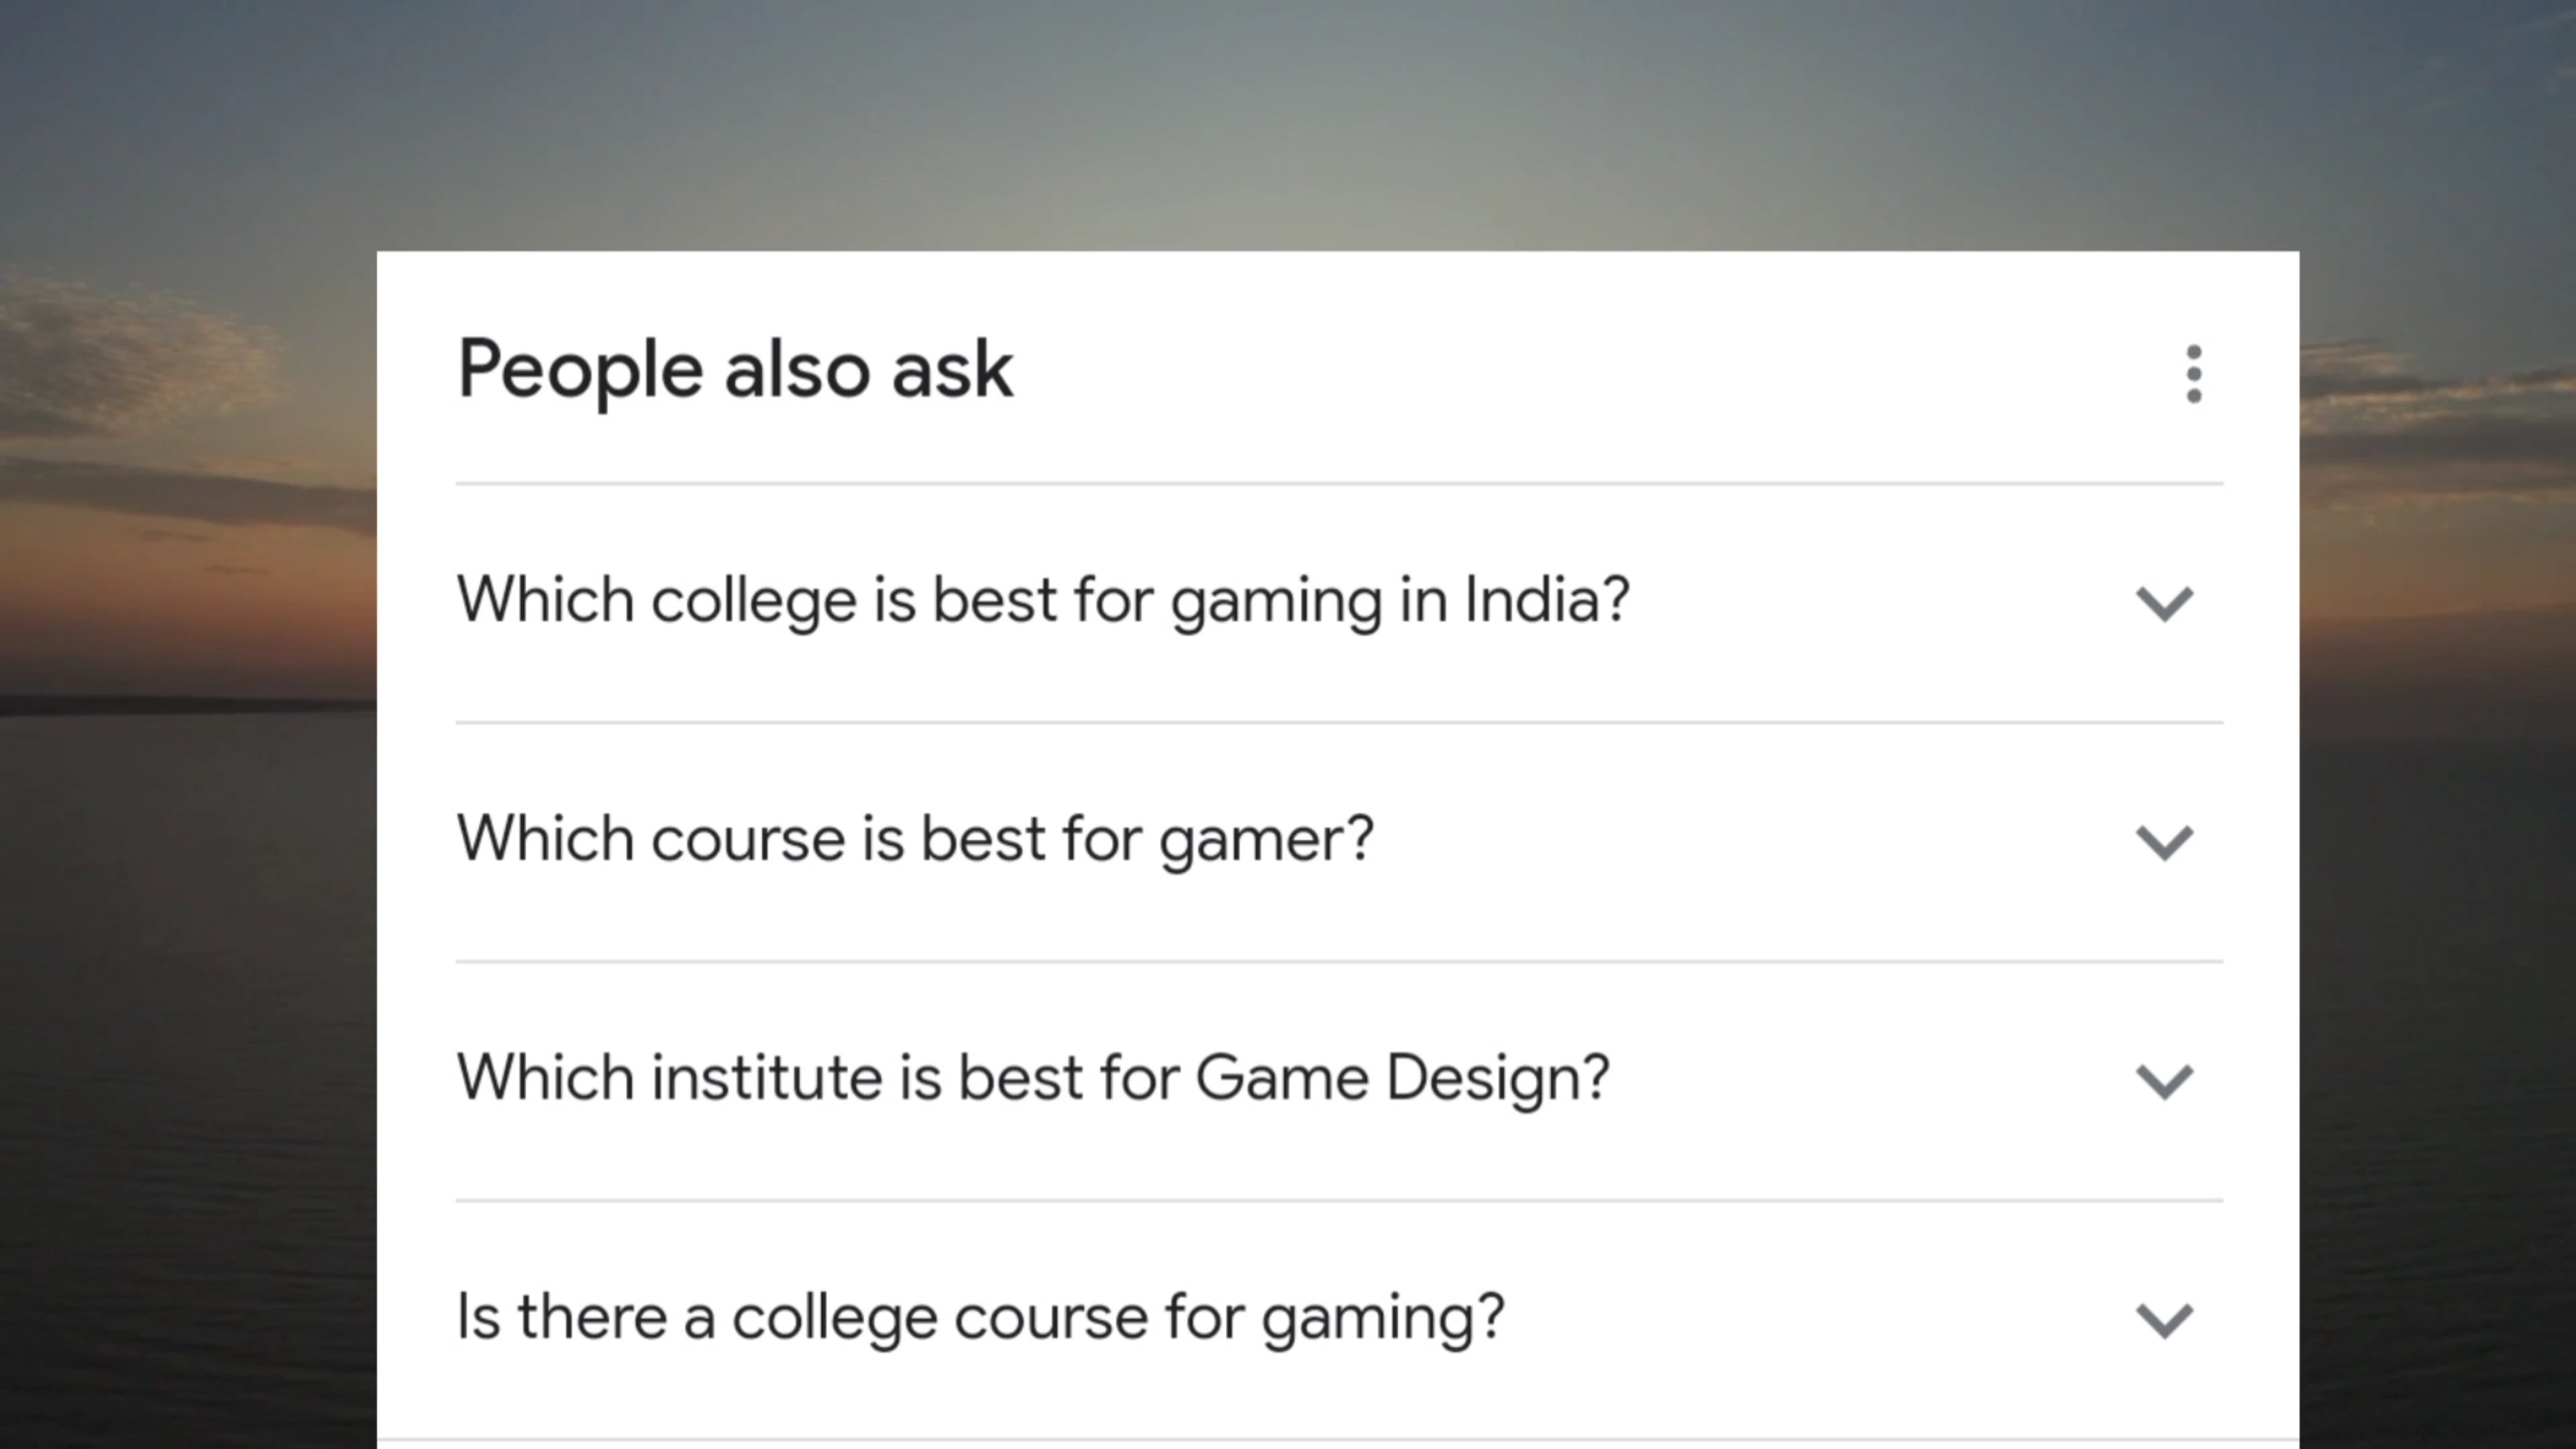 People also ask
Which college is best for gaming in India?
Which course is best for gamer?
Which institute is best for Game Design?
Is there a college course for gaming?